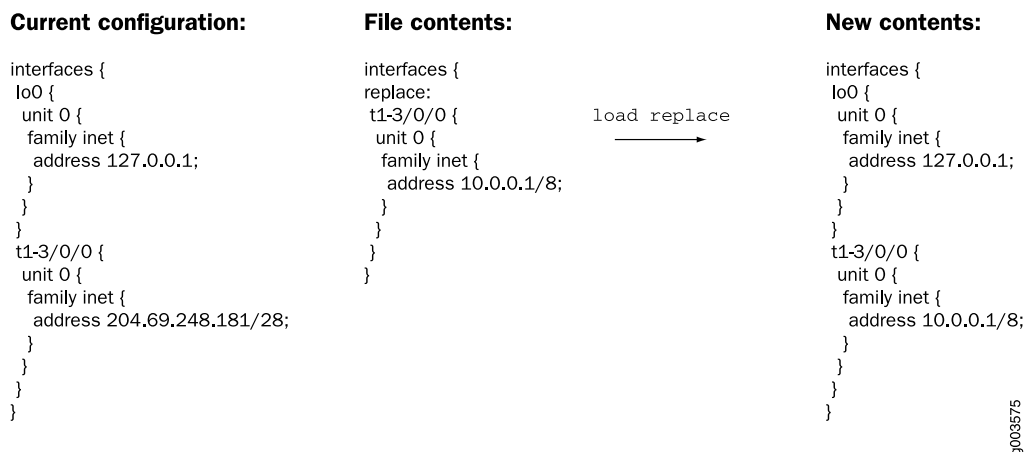 Current configuration:
interfaces {
lo0 {
unit 0 {
family inet {
address 127.0.0.1;
}
}
}
t1-3/0/0 {
unit 0 {
family inet {
address 204.69.248.181/28;
}
}
}
}
File contents:
interfaces {
replace:
t1-3/0/0 {
unit 0 {
family inet {
address 10.0.0.1/8;
}
}
}
}
load replace
New contents:
interfaces {
lo0 {
unit 0 {
family inet {
address 127.0.0.1;
}
}
}
t1-3/0/0 {
unit 0 {
family inet {
address 10.0.0.1/8;
}
}
}
}
g003575